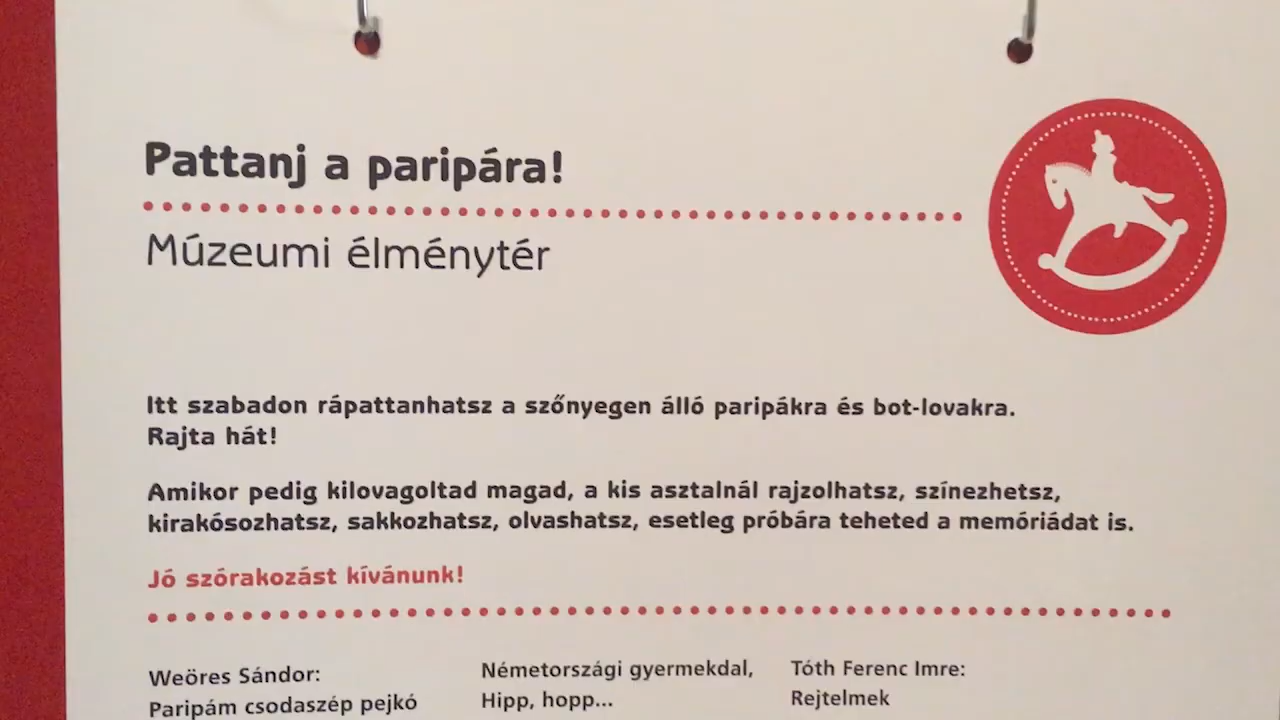 Pattanj a paripára!
Múzeumi élménytér
Itt szabadon rápattanhatsz a szőnyegen álló paripákra és bot-lovakra.
Rajta hát!
Amikor pedig kilovagoltad magad, a kis asztalnál rajzolhatsz, színezhetsz,
kirakósozhatsz, sakkozhatsz, olvashatsz, esetleg próbára teheted a memóriádat is.
Jó szórakozást kívánunk!
Weöres Sándor:
Paripám csodaszép pejkó
Németországi gyermekdal,
Hipp, hopp...
Tóth Ferenc Imre:
Rejtelmek